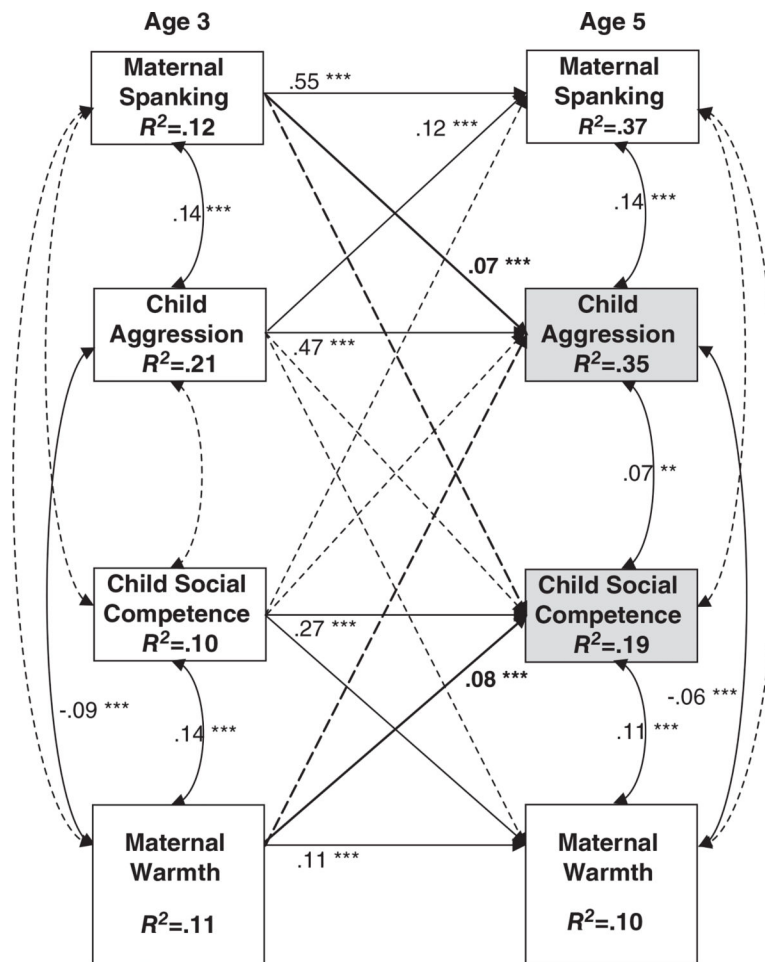 Age 3
Age 5
Maternal
Spanking
R²=.12
.55 ***
Maternal
Spanking
R²=.37
.12 ***
.14 ***
.14 ***
.07 ***
Child
Aggression
R²=.21
.47 ***
Child
Aggression
R²=.35
.07 **
Child Social
Competence
R²=.10
.27 ***
Child Social
Competence
R²=.19
.08 ***
-.09 ***
-.06 ***
.14 ***
.11 ***
Maternal
Warmth
R²=.11
.11 ***
Maternal
Warmth
R²=.10